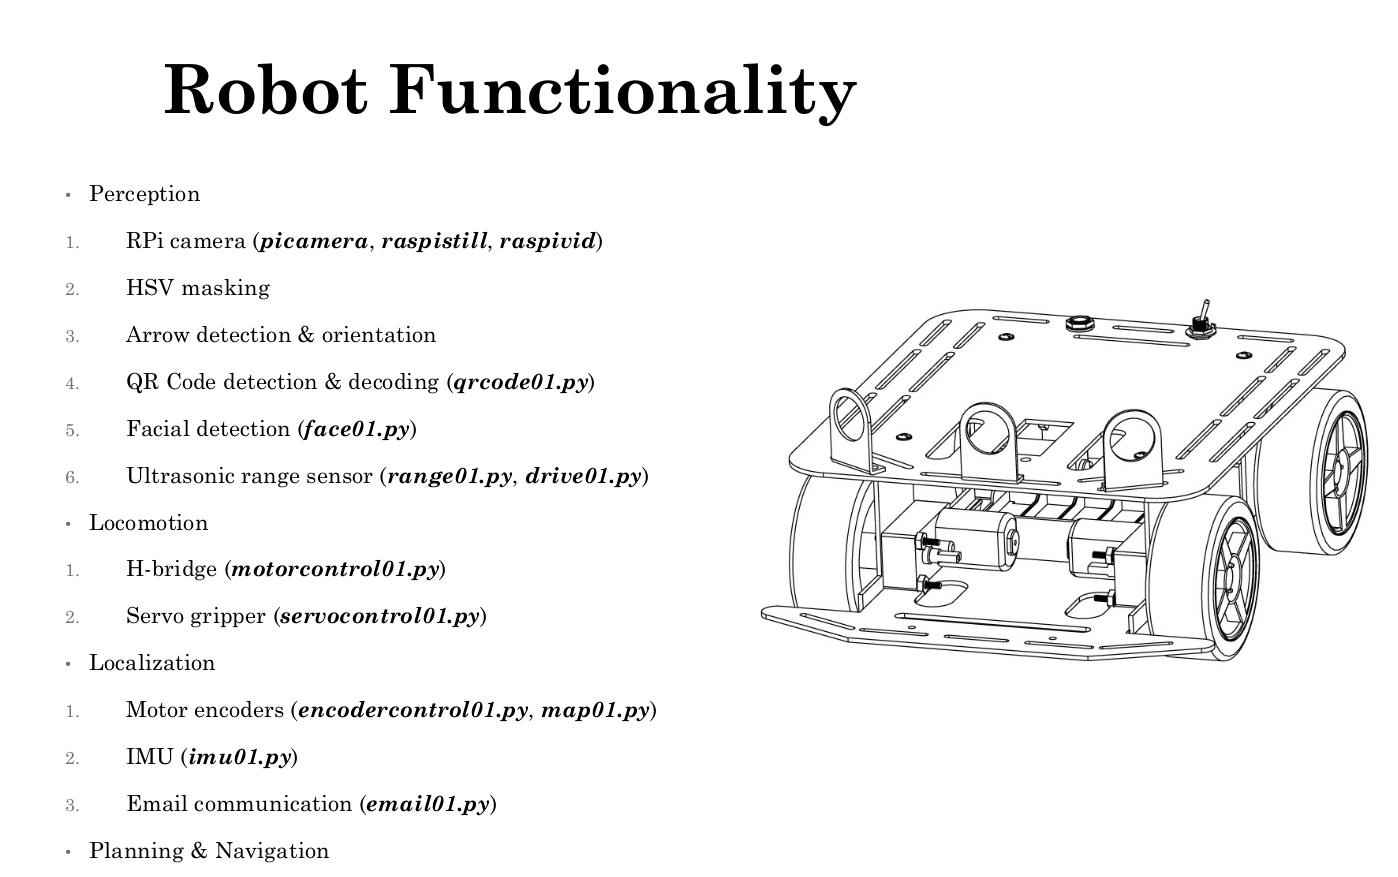 Robot Functionality
• Perception
1. RPi camera (picamera, raspistill, raspivid)
2. HSV masking
3. Arrow detection & orientation
4. QR Code detection & decoding (qrcode01.py)
5. Facial detection (face01.py)
6. Ultrasonic range sensor (range01.py, drive01.py)
• Locomotion
1. H-bridge (motorcontrol01.py)
2. Servo gripper (servocontrol01.py)
• Localization
1. Motor encoders (encodercontrol01.py, map01.py)
2. IMU (imu01.py)
3. Email communication (email01.py)
• Planning & Navigation